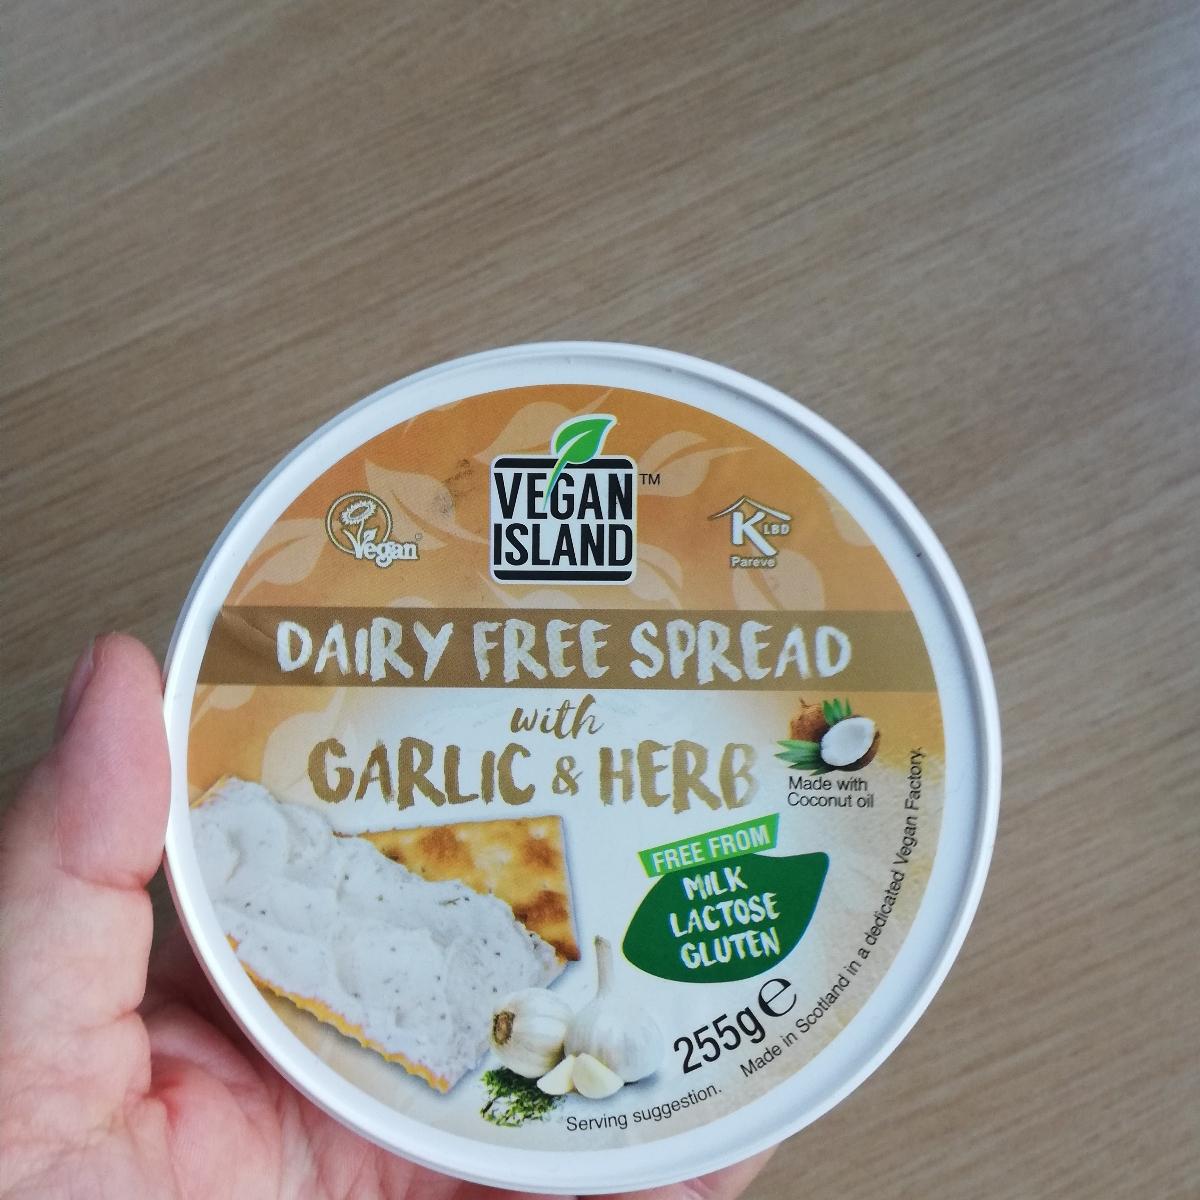 VEGAN
ISLAND
TM
Vegan
K LBD
Pareve
DAIRY FREE SPREAD
with
GARLIC & HERB
Made with
Coconut oil
FREE FROM
MILK
LACTOSE
GLUTEN
255g e
Serving suggestion.
Made in Scotland in a dedicated Vegan Factory.